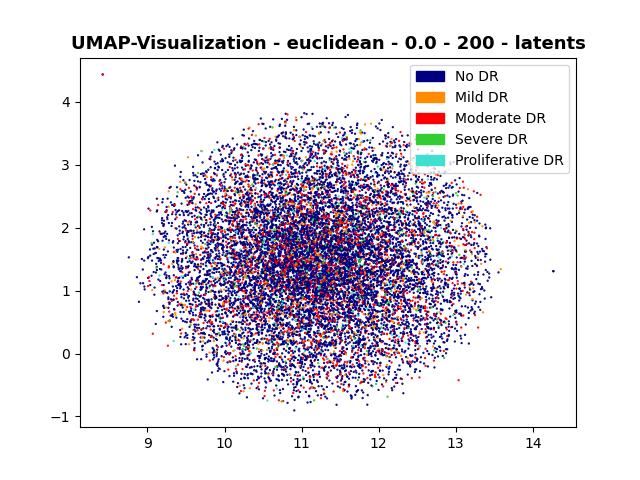 UMAP-Visualization - euclidean - 0.0 - 200 - latents
No DR
Mild DR
Moderate DR
Severe DR
Proliferative DR
4
3
2
1
0
−1
9 10 11 12 13 14